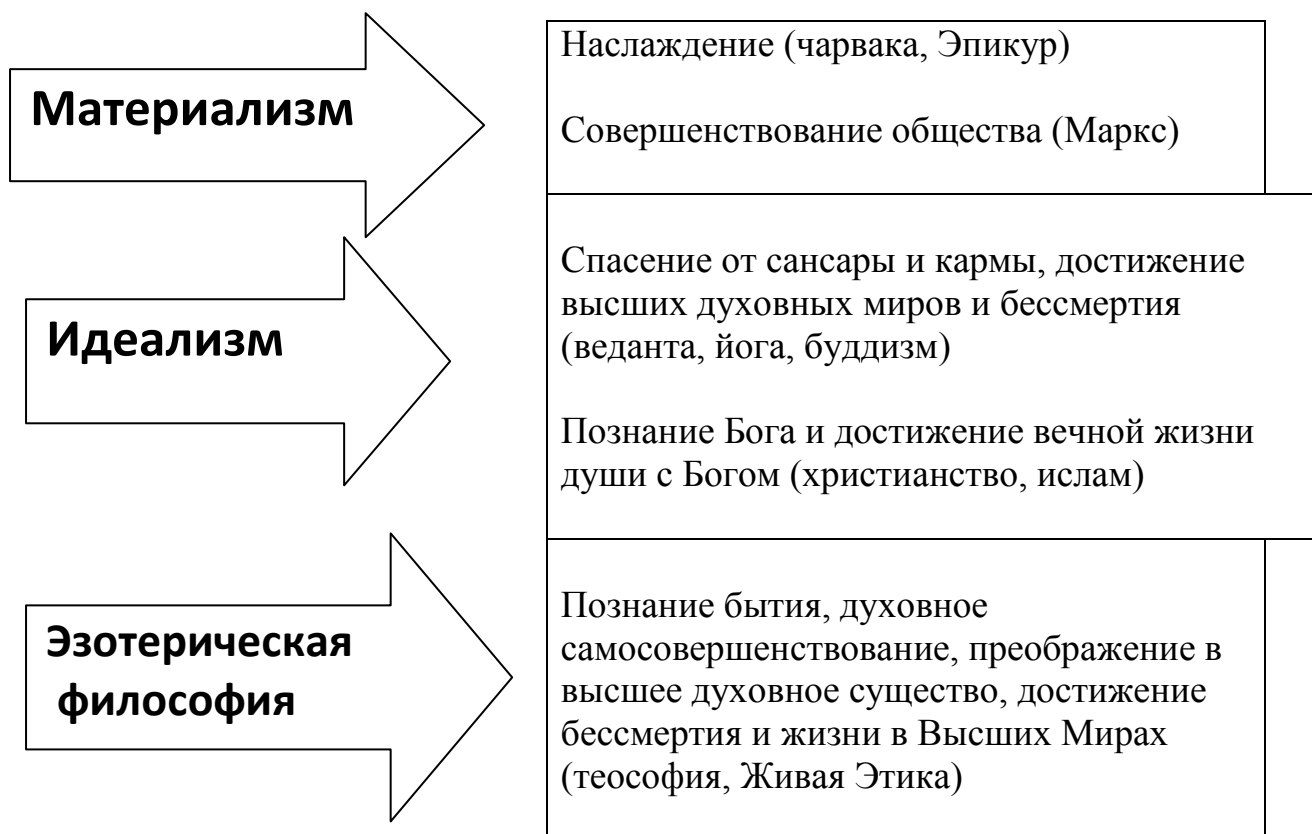 Материализм
Наслаждение (чарвака, Эпикур)
Совершенствование общества (Маркс)
Идеализм
Спасение от сансары и кармы, достижение
высших духовных миров и бессмертия
(веданта, йога, буддизм)
Познание Бога и достижение вечной жизни
души с Богом (христианство, ислам)
Эзотерическая
философия
Познание бытия, духовное
самосовершенствование, преображение в
высшее духовное существо, достижение
бессмертия и жизни в Высших Мирах
(теософия, Живая Этика)